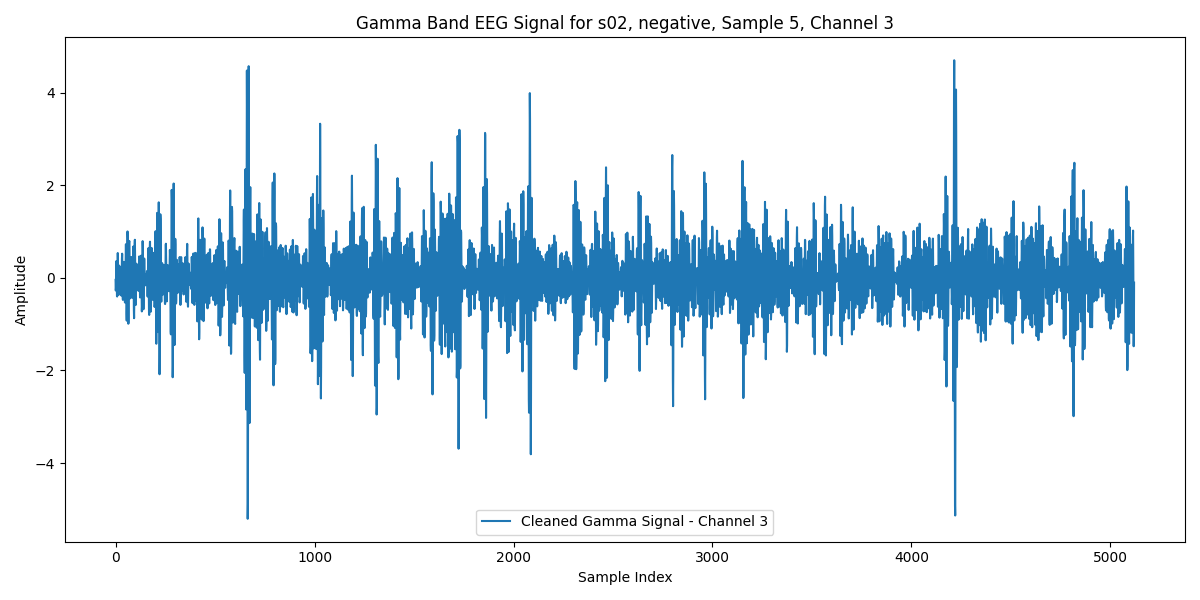 Gamma Band EEG Signal for s02, negative, Sample 5, Channel 3
Amplitude
4
2
0
−2
−4
Cleaned Gamma Signal - Channel 3
0 1000 2000 3000 4000 5000
Sample Index